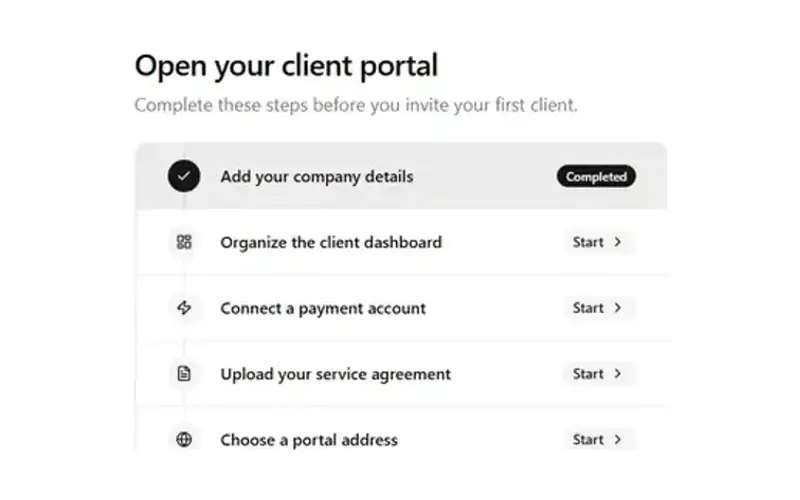 Open your client portal
Complete these steps before you invite your first client.
Add your company details
Completed
Organize the client dashboard
Start
Connect a payment account
Start
Upload your service agreement
Start
Choose a portal address
Start